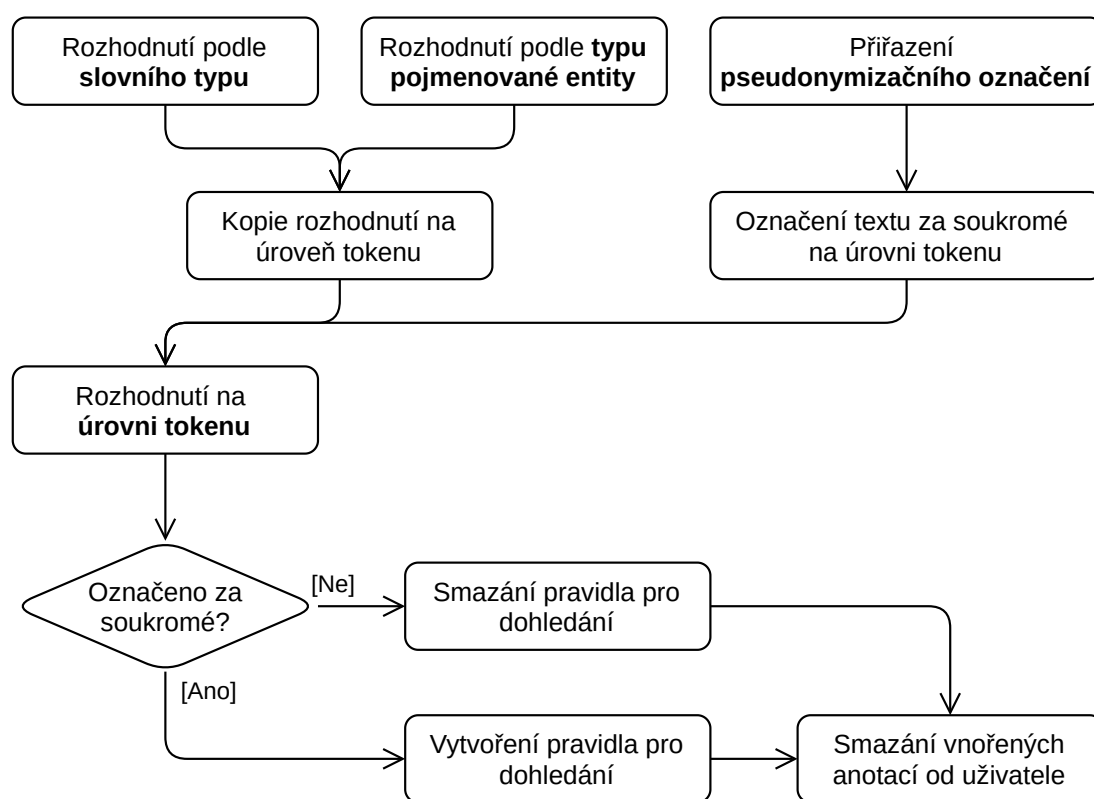 Rozhodnutí podle
slovního typu
Rozhodnutí podle typu
pojmenované entity
Přiřazení
pseudonymizačního označení
Kopie rozhodnutí na
úroveň tokenu
Označení textu za soukromé
na úrovni tokenu
Rozhodnutí na
úrovni tokenu
Označeno za
soukromé?
[Ne]
Smazání pravidla pro
dohledání
[Ano]
Vytvoření pravidla pro
dohledání
Smazání vnořených
anotací od uživatele